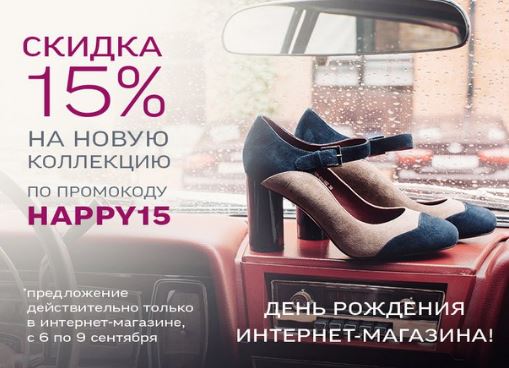 СКИДКА
15%
НА НОВУЮ
КОЛЛЕКЦИЮ
ПО ПРОМОКОДУ
HAPPY15
*предложение
действительно только
в интернет-магазине,
с 6 по 9 сентября
ДЕНЬ РОЖДЕНИЯ
ИНТЕРНЕТ-МАГАЗИНА!